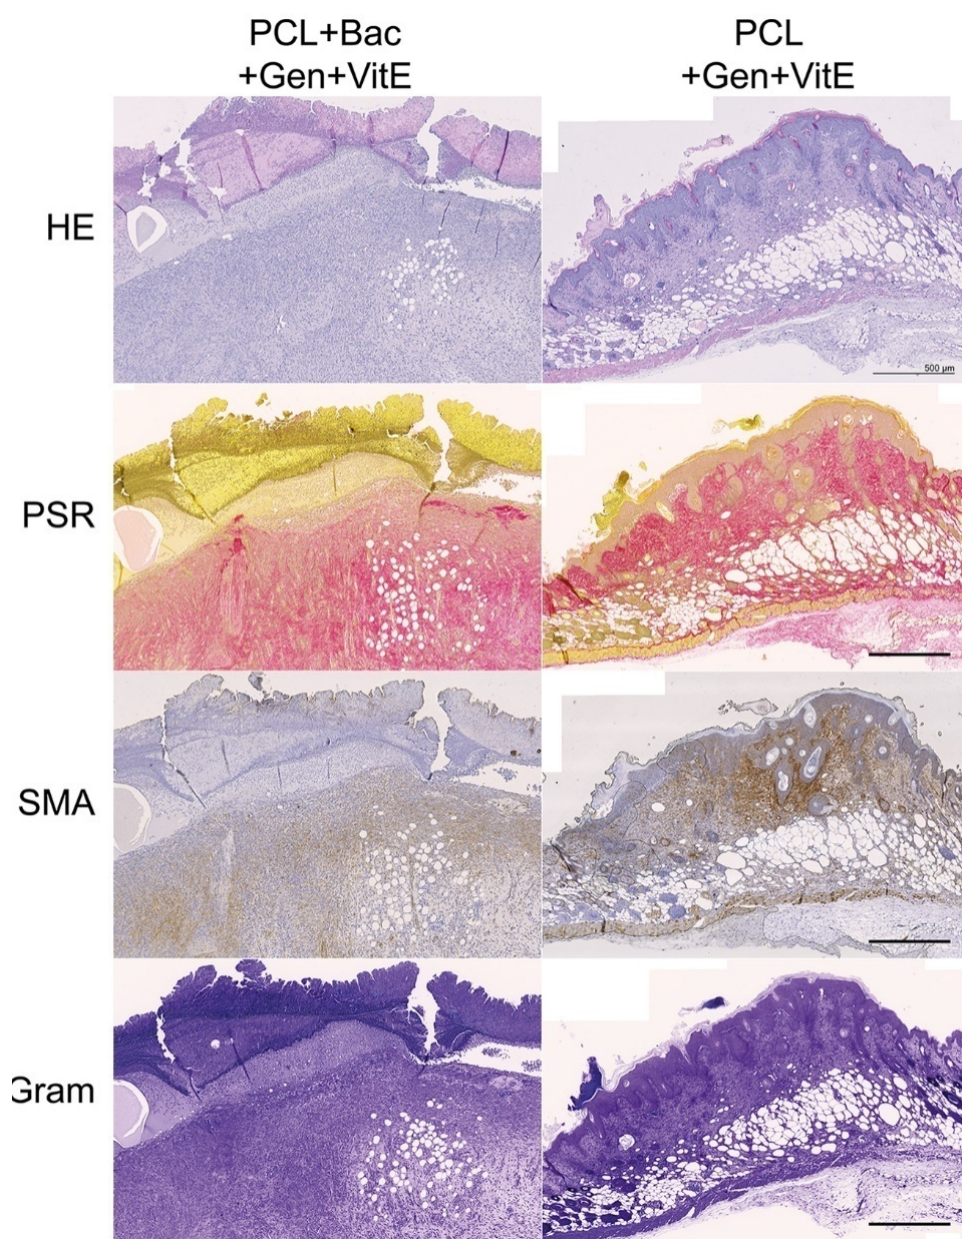 PCL+Bac
+Gen+VitE
PCL
+Gen+VitE
HE
500 µm
PSR
SMA
Gram